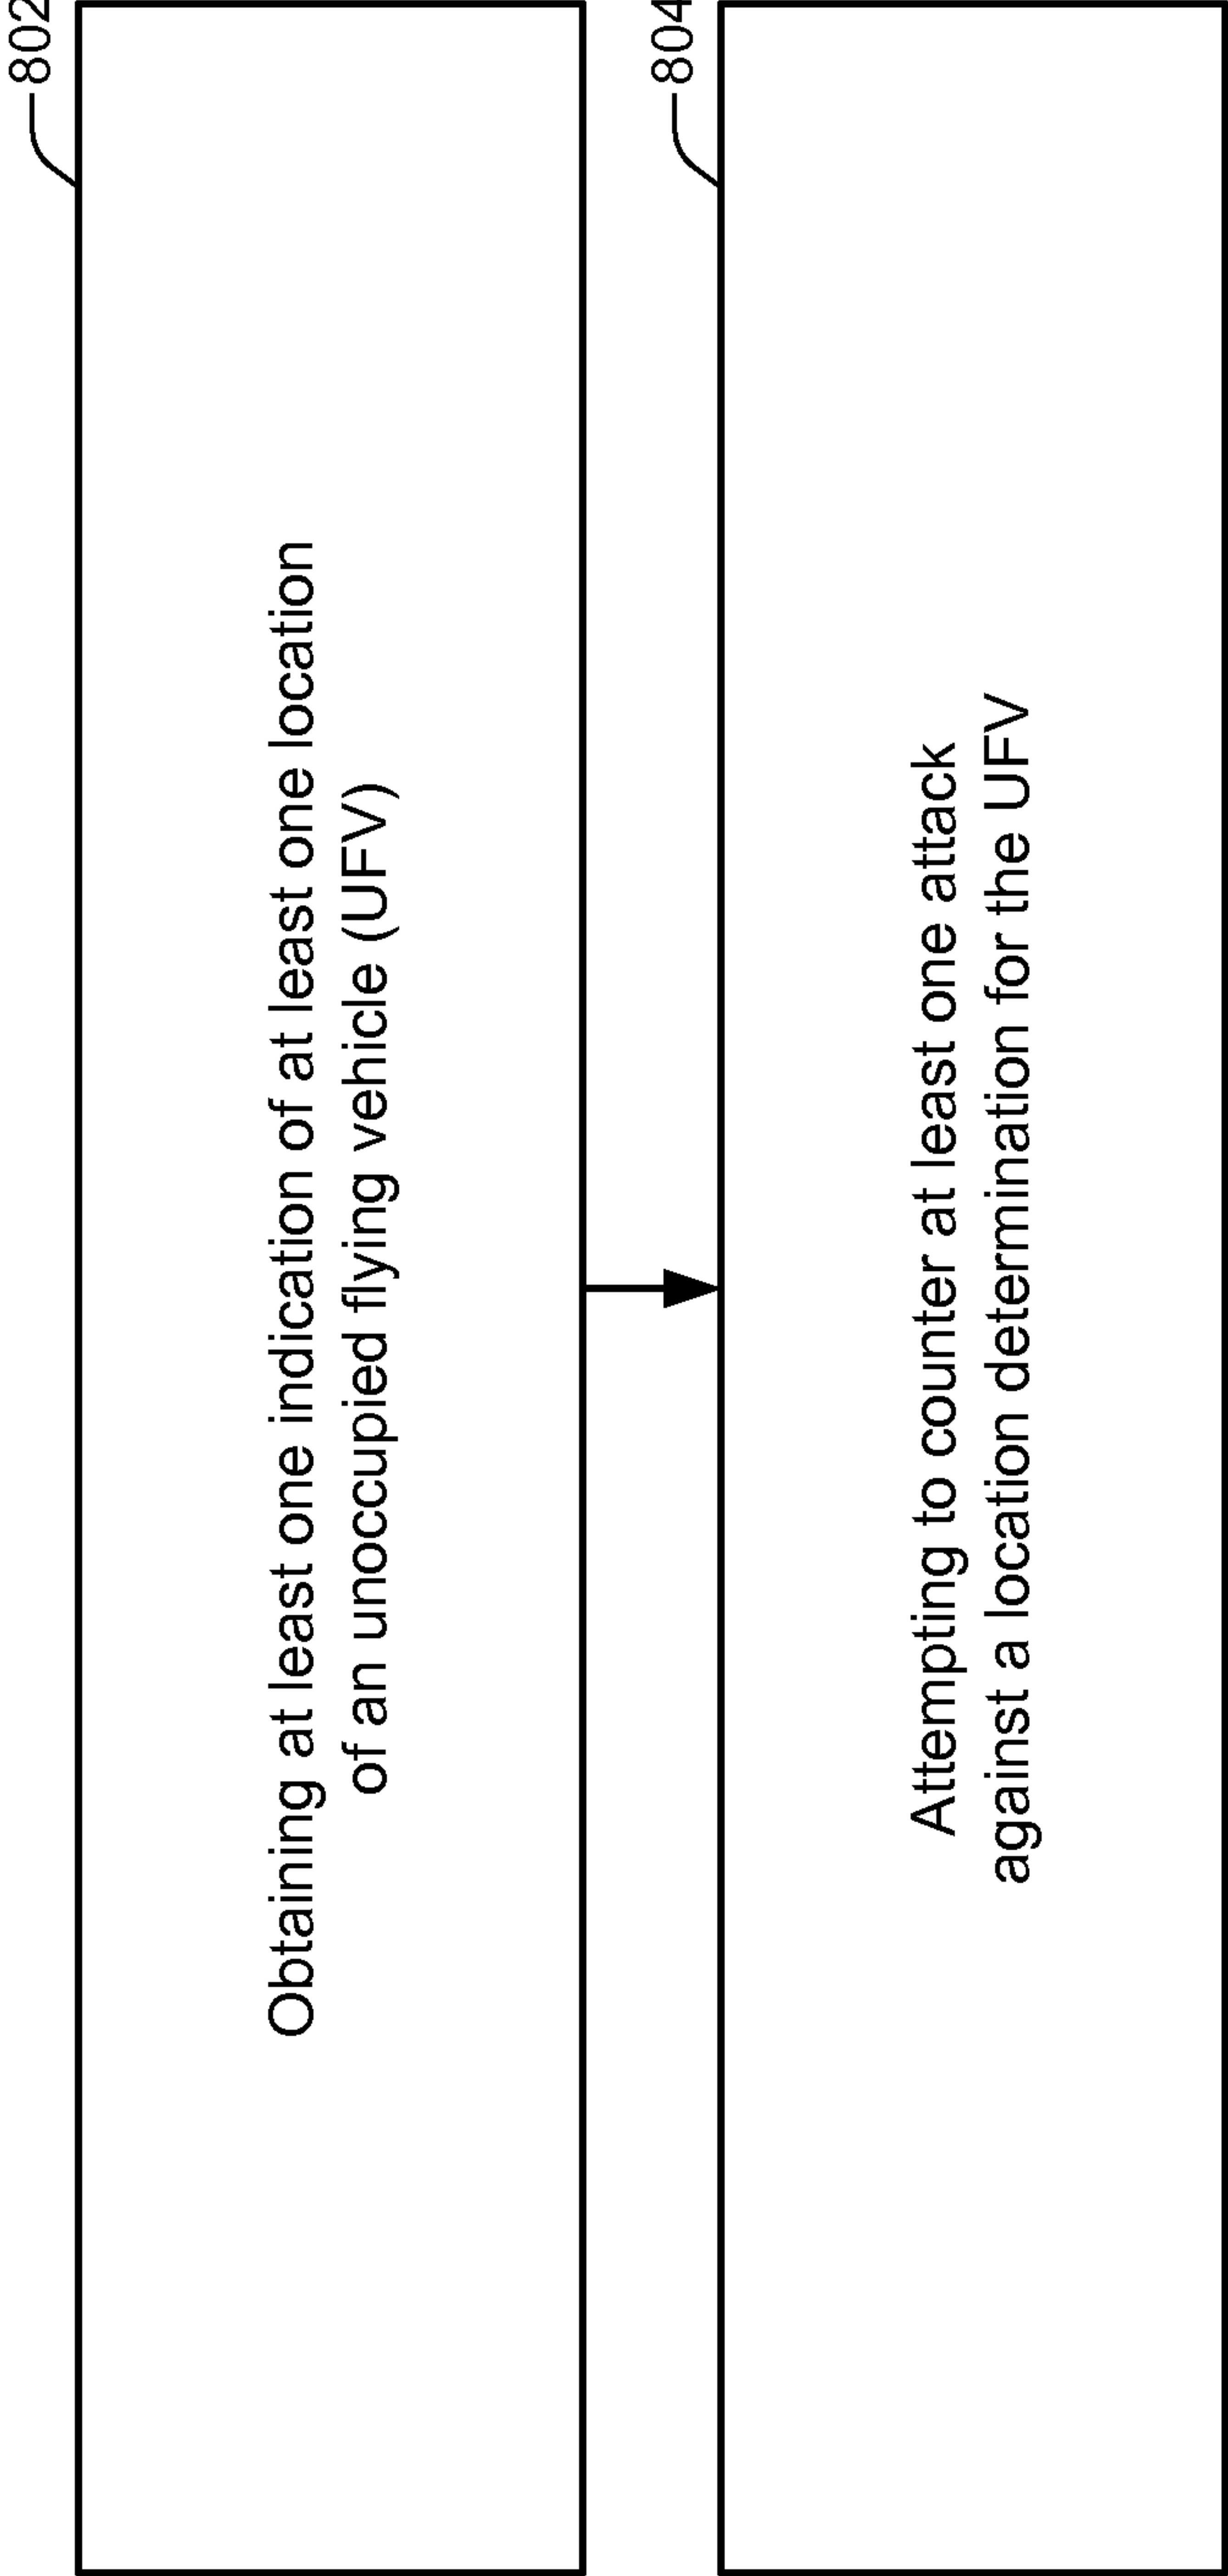 802
Obtaining at least one indication of at least one location
of an unoccupied flying vehicle (UFV)
804
Attempting to counter at least one attack
against a location determination for the UFV